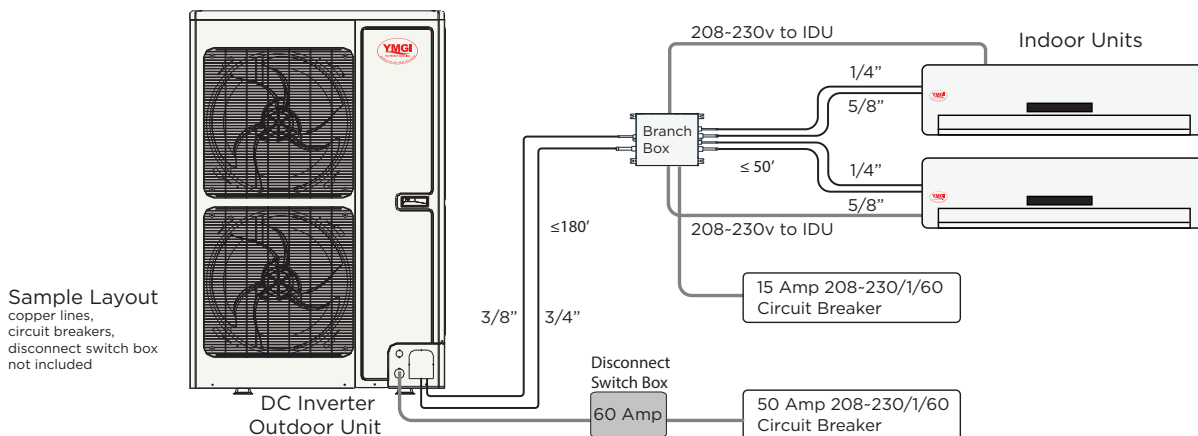 YMGI
208~230v to IDU
Indoor Units
1/4”
5/8”
YMGI
Branch
Box
≤ 50’
1/4”
5/8”
YMGI
208~230v to IDU
≤180’
15 Amp 208~230/1/60
Circuit Breaker
Sample Layout
copper lines,
circuit breakers,
disconnect switch box
not included
3/8”
3/4”
Disconnect
Switch Box
60 Amp
50 Amp 208~230/1/60
Circuit Breaker
DC Inverter
Outdoor Unit